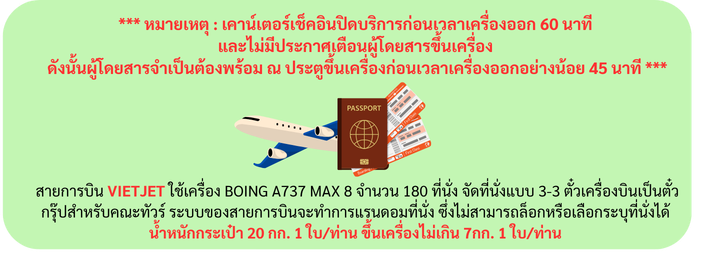 *** หมายเหตุ : เคาน์เตอร์เช็คอินปิดบริการก่อนเวลาเครื่องออก 60 นาที
และไม่มีประกาศเตือนผู้โดยสารขึ้นเครื่อง
ดังนั้นผู้โดยสารจำเป็นต้องพร้อม ณ ประตูขึ้นเครื่องก่อนเวลาเครื่องออกอย่างน้อย 45 นาที ***
PASSPORT
สายการบิน VIETJET ใช้เครื่อง BOING A737 MAX 8 จำนวน 180 ที่นั่ง จัดที่นั่งแบบ 3-3 ตั๋วเครื่องบินเป็นตั๋ว
กรุ๊ปสำหรับคณะทัวร์ ระบบของสายการบินจะทำการแรนดอมที่นั่ง ซึ่งไม่สามารถล็อกหรือเลือกระบุที่นั่งได้
น้ำหนักกระเป๋า 20 กก. 1 ใบ/ท่าน ขึ้นเครื่องไม่เกิน 7กก. 1 ใบ/ท่าน